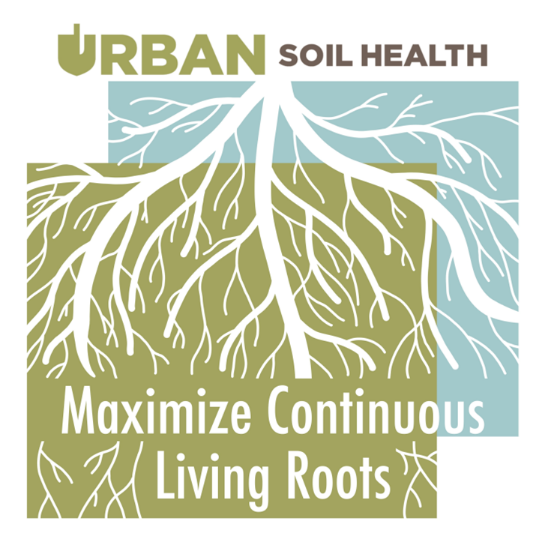 URBAN SOIL HEALTH
Maximize Continuous
Living Roots